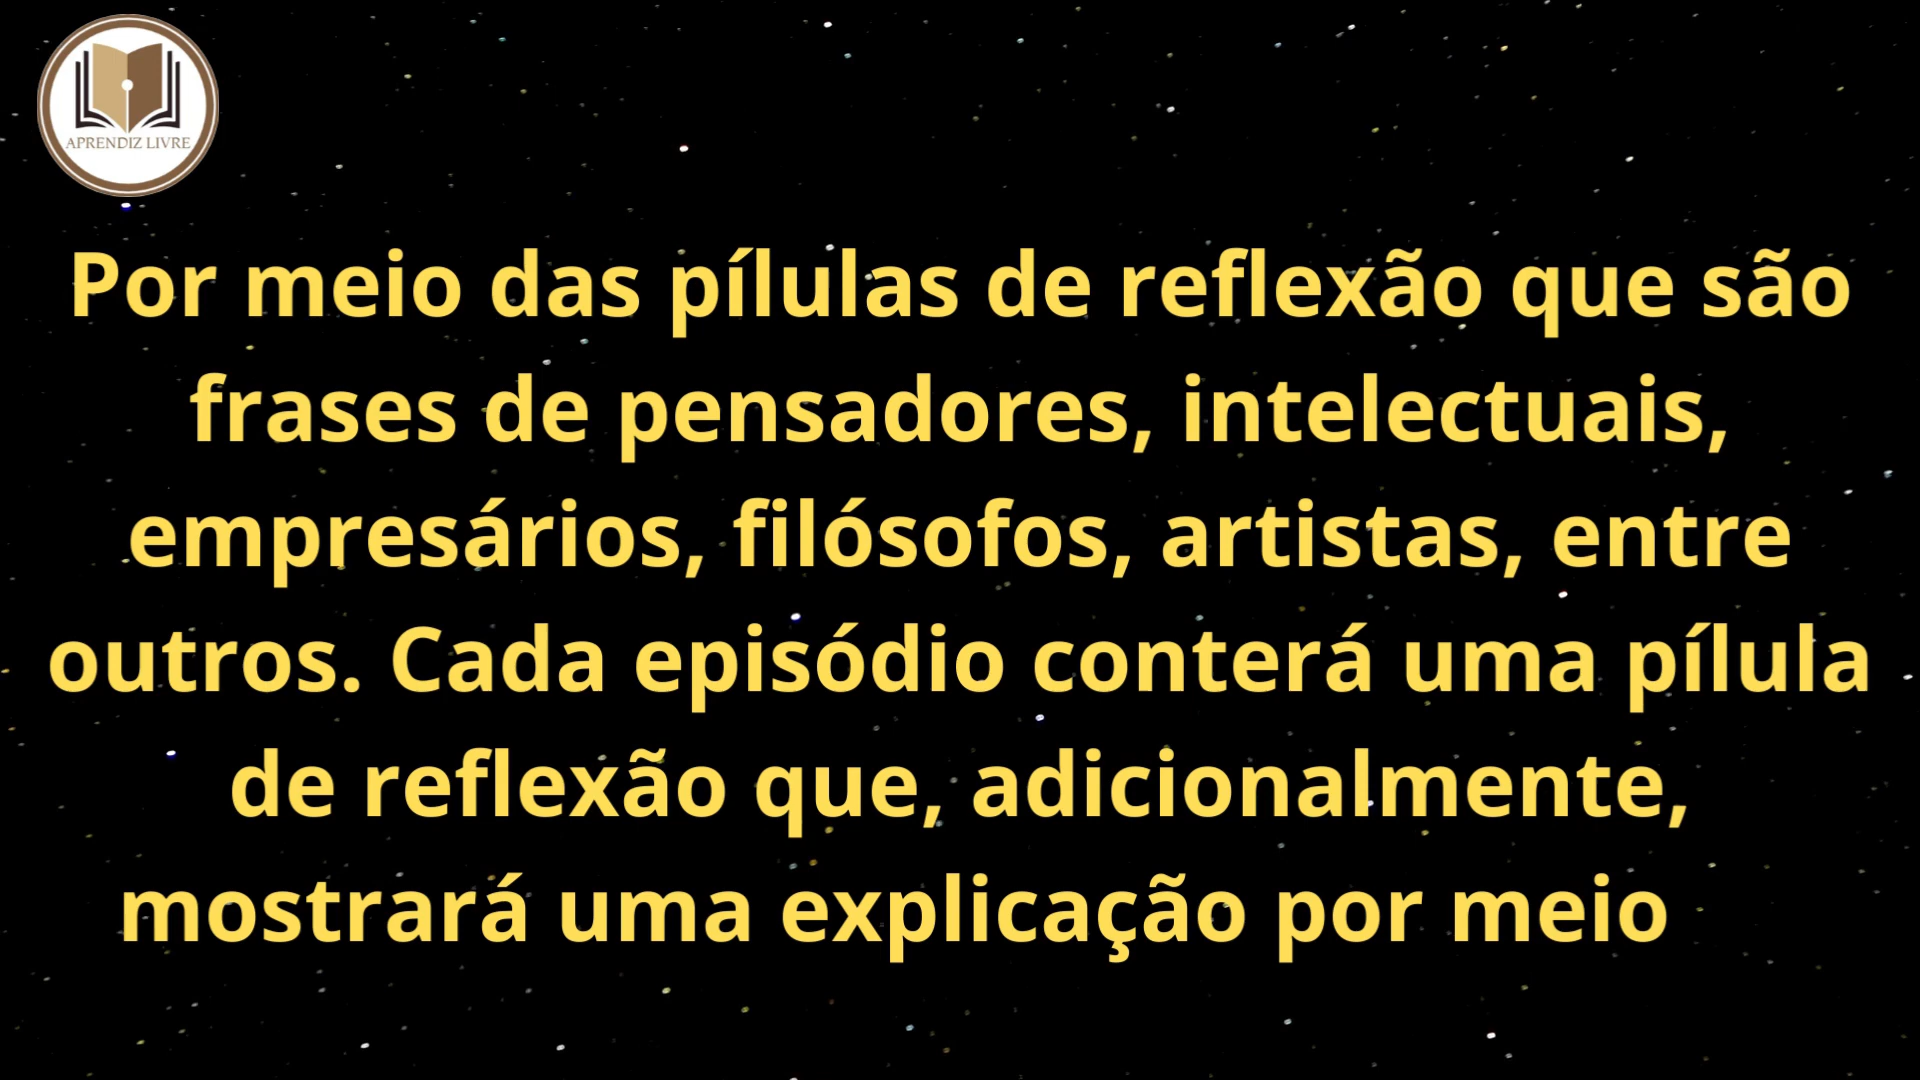 APRENDIZ LIVRE
Por meio das pílulas de reflexão que são
frases de pensadores, intelectuais,
empresários, filósofos, artistas, entre
outros. Cada episódio conterá uma pílula
de reflexão que, adicionalmente,
mostrará uma explicação por meio